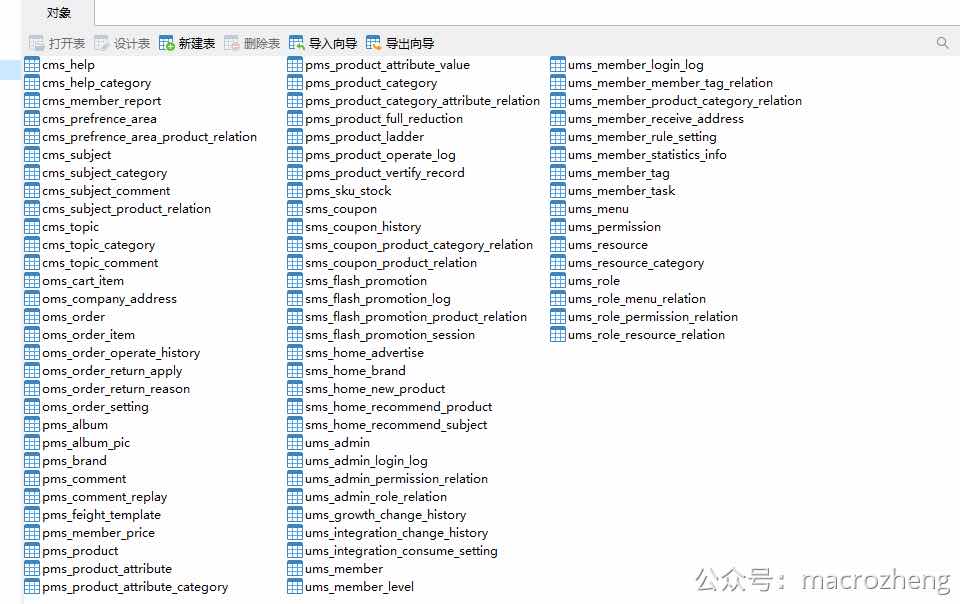 对象
打开表 设计表 新建表 删除表 导入向导 导出向导
cms_help
cms_help_category
cms_member_report
cms_prefrence_area
cms_prefrence_area_product_relation
cms_subject
cms_subject_category
cms_subject_comment
cms_subject_product_relation
cms_topic
cms_topic_category
cms_topic_comment
oms_cart_item
oms_company_address
oms_order
oms_order_item
oms_order_operate_history
oms_order_return_apply
oms_order_return_reason
oms_order_setting
pms_album
pms_album_pic
pms_brand
pms_comment
pms_comment_replay
pms_feight_template
pms_member_price
pms_product
pms_product_attribute
pms_product_attribute_category
pms_product_attribute_value
pms_product_category
pms_product_category_attribute_relation
pms_product_full_reduction
pms_product_ladder
pms_product_operate_log
pms_product_vertify_record
pms_sku_stock
sms_coupon
sms_coupon_history
sms_coupon_product_category_relation
sms_coupon_product_relation
sms_flash_promotion
sms_flash_promotion_log
sms_flash_promotion_product_relation
sms_flash_promotion_session
sms_home_advertise
sms_home_brand
sms_home_new_product
sms_home_recommend_product
sms_home_recommend_subject
ums_admin
ums_admin_login_log
ums_admin_permission_relation
ums_admin_role_relation
ums_growth_change_history
ums_integration_change_history
ums_integration_consume_setting
ums_member
ums_member_level
ums_member_login_log
ums_member_member_tag_relation
ums_member_product_category_relation
ums_member_receive_address
ums_member_rule_setting
ums_member_statistics_info
ums_member_tag
ums_member_task
ums_menu
ums_permission
ums_resource
ums_resource_category
ums_role
ums_role_menu_relation
ums_role_permission_relation
ums_role_resource_relation
公众号：macrozheng